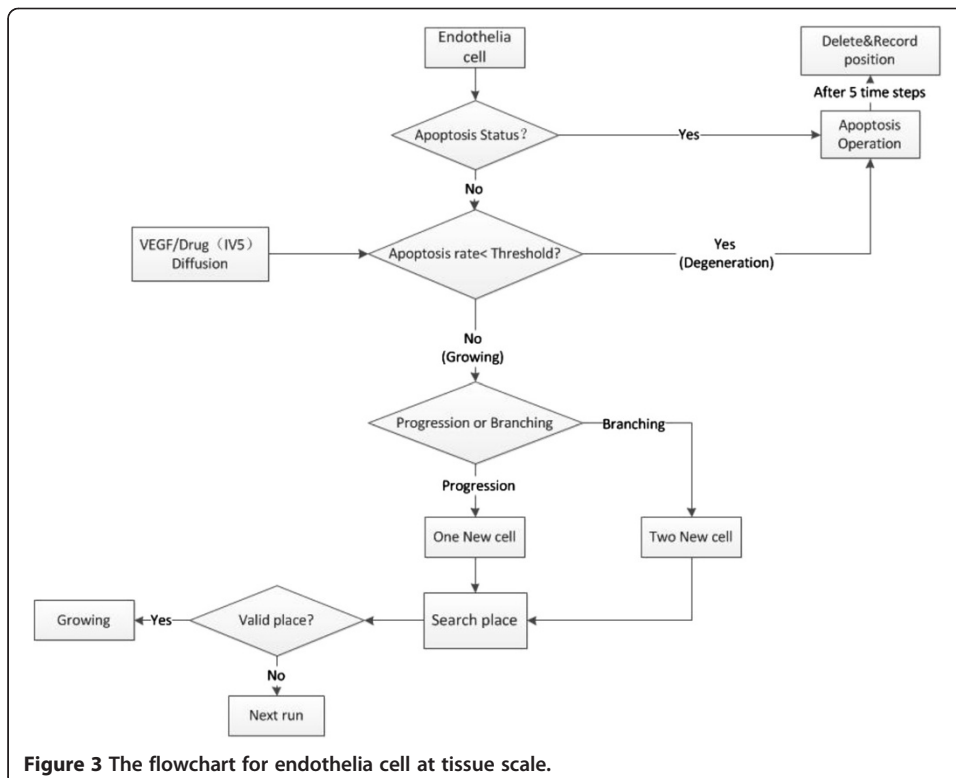 Endothelia
cell
Delete&Record
position
After 5 time steps
Apoptosis Status？
Yes
Apoptosis
Operation
No
VEGF/Drug（IV5）
Diffusion
Apoptosis rate< Threshold?
Yes
(Degeneration)
No
(Growing)
Progression or Branching
Branching
Progression
One New cell
Two New cell
Growing
Yes
Valid place?
Search place
No
Next run
Figure 3 The flowchart for endothelia cell at tissue scale.